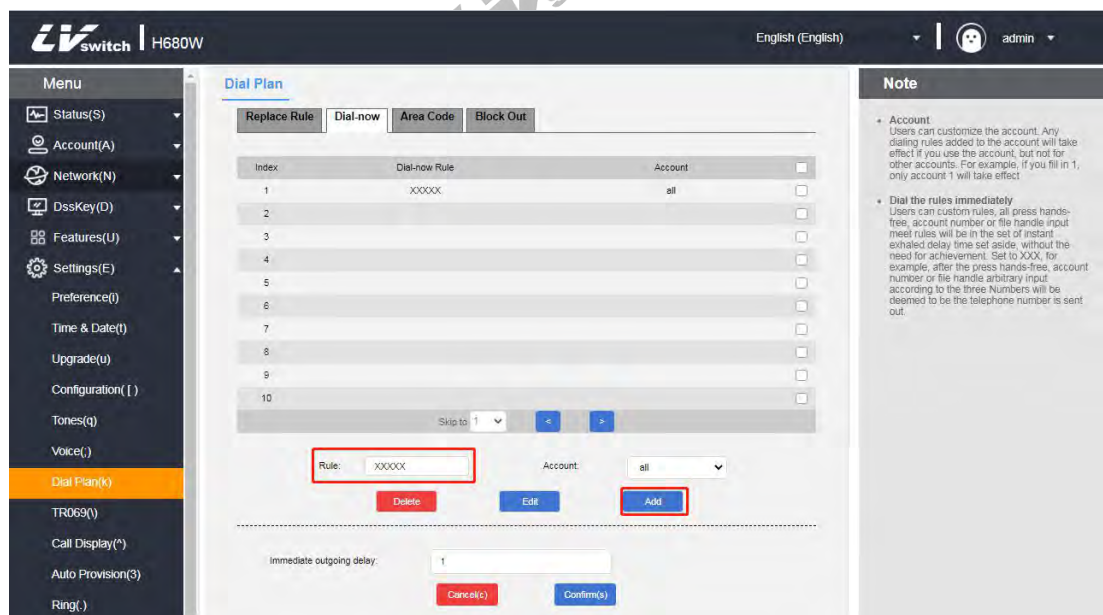 LVswitch | H680W
English (English)
admin
Menu
Status(S)
Account(A)
Network(N)
DssKey(D)
Features(U)
Settings(E)
Preference(i)
Time & Date(t)
Upgrade(u)
Configuration( [ )
Tones(q)
Voice(;)
Dial Plan(k)
TR069(\)
Call Display(^)
Auto Provision(3)
Ring(.)
Dial Plan
Replace Rule Dial-now Area Code Block Out
Index Dial-now Rule Account
1 XXXXX all
2
3
4
5
6
7
8
9
10
Skip to 1 < >
Rule: XXXXX Account: all
Delete Edit Add
Immediate outgoing delay: 1
Cancel(c) Confirm(s)
Note
Account
Users can customize the account. Any
dialing rules added to the account will take
effect if you use the account, but not for
other accounts. For example, if you fill in 1,
only account 1 will take effect
Dial the rules immediately
Users can custom rules, all press hands-
free, account number or file handle input
meet rules will be in the set of instant
exhaled delay time set aside, without the
need for achievement. Set to XXX, for
example, after the press hands-free, account
number or file handle arbitrary input
according to the three Numbers will be
deemed to be the telephone number is sent
out.